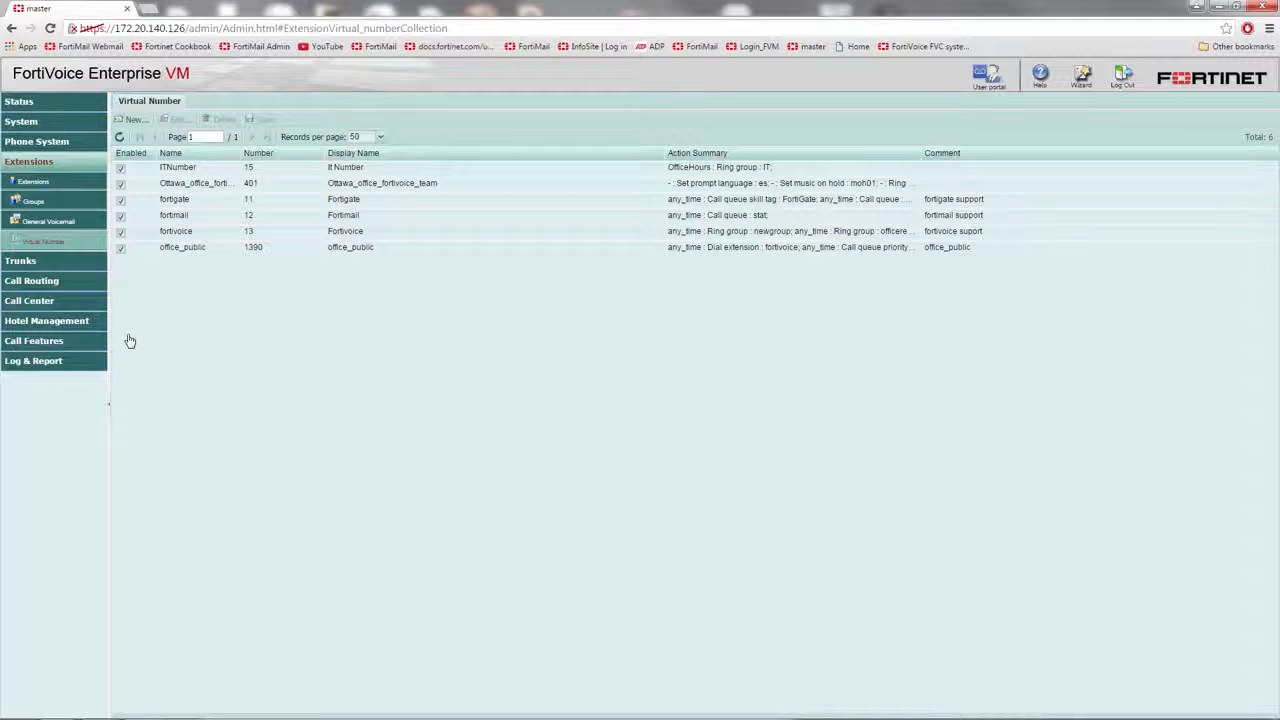 master
https://172.20.140.126/admin/Admin.html#ExtensionVirtual_numberCollection
Apps FortiMail Webmail Fortinet Cookbook FortiMail Admin YouTube FortiMail docs.fortinet.com/u... FortiMail InfoSite | Log in ADP FortiMail Login_FVM master Home FortiVoice FVC syste... Other bookmarks
FortiVoice Enterprise VM
User portal Help Wizard Log Out FORTINET
Status
System
Phone System
Extensions
Extensions
Groups
General Voicemail
Virtual Number
Trunks
Call Routing
Call Center
Hotel Management
Call Features
Log & Report
Virtual Number
New... Edit... Delete
Page 1 / 1 Records per page: 50 Total: 6
Enabled Name Number Display Name Action Summary Comment
ITNumber 15 It Number OfficeHours : Ring group : IT;
Ottawa_office_forti... 401 Ottawa_office_fortivoice_team - : Set prompt language : es; - : Set music on hold : moh01; - : Ring ...
fortigate 11 Fortigate any_time : Call queue skill tag : FortiGate; any_time : Call queue :... fortigate support
fortimail 12 Fortimail any_time : Call queue : stat; fortimail support
fortivoice 13 Fortivoice any_time : Ring group : newgroup; any_time : Ring group : officere... fortivoice suport
office_public 1390 office_public any_time : Dial extension : fortivoice; any_time : Call queue priority... office_public